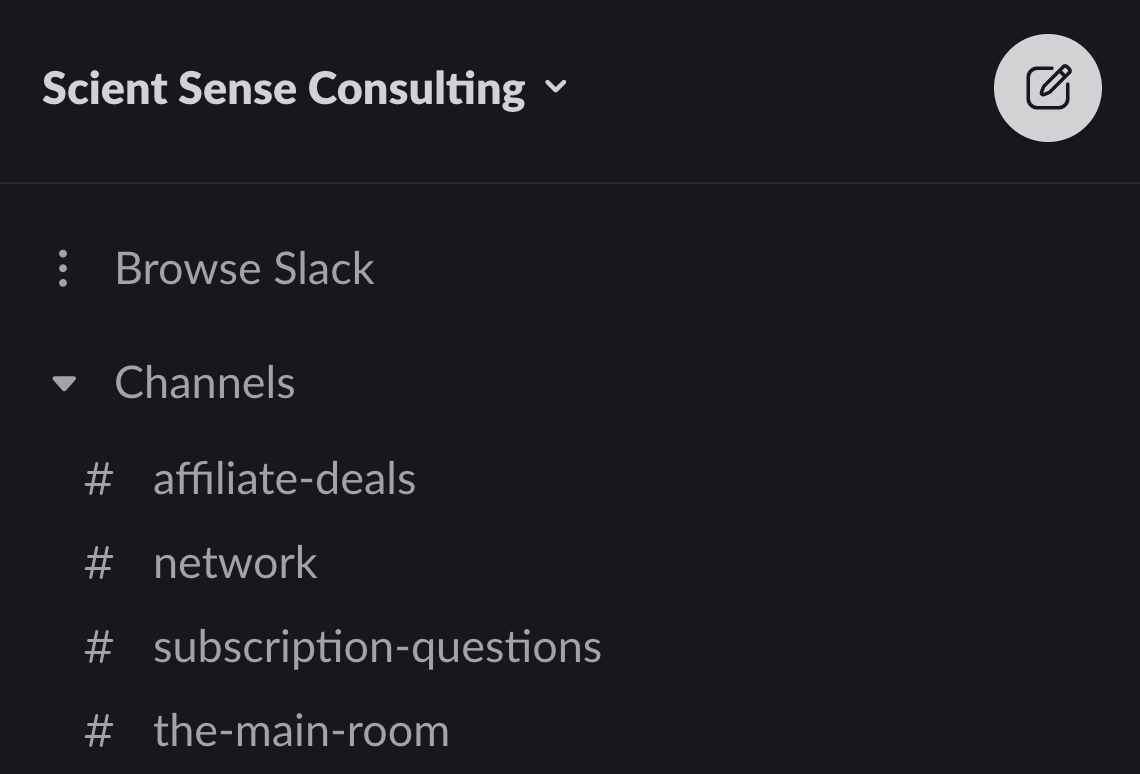 Scient Sense Consulting
Browse Slack
Channels
# affiliate-deals
# network
# subscription-questions
# the-main-room